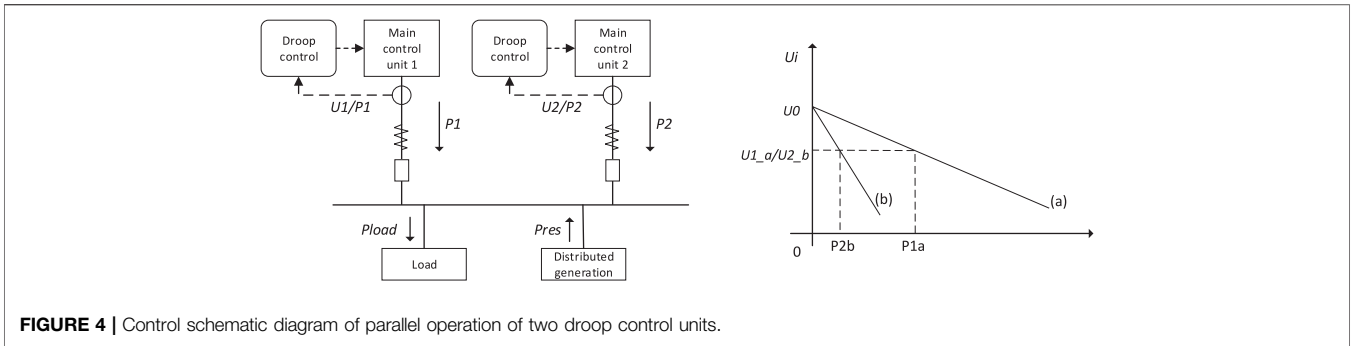 Droop
control
Main
control
unit 1
U1/P1
P1
Droop
control
Main
control
unit 2
U2/P2
P2
Pload
Load
Pres
Distributed
generation
Ui
U0
U1_a/U2_b
(b)
(a)
0
P2b
P1a
FIGURE 4 | Control schematic diagram of parallel operation of two droop control units.